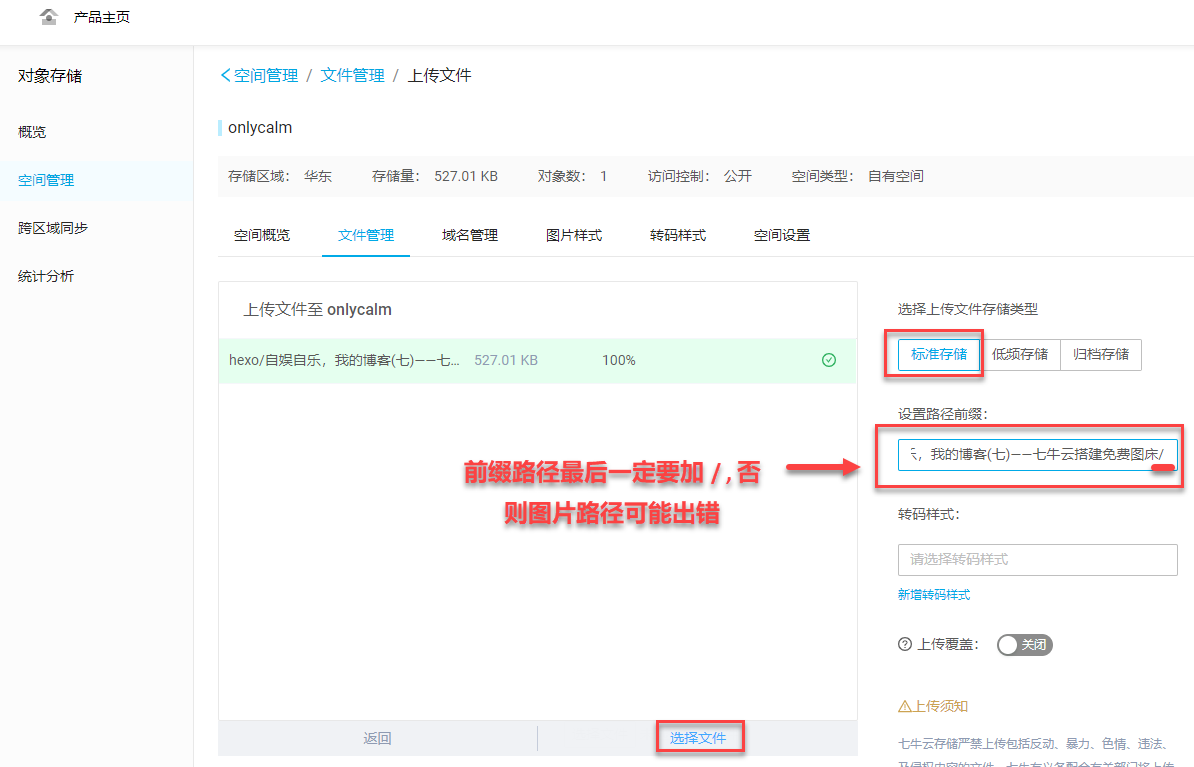 产品主页
对象存储
概览
空间管理
跨区域同步
统计分析
空间管理 / 文件管理 / 上传文件
onlycalm
存储区域: 华东 存储量: 527.01 KB 对象数: 1 访问控制: 公开 空间类型: 自有空间
空间概览 文件管理 域名管理 图片样式 转码样式 空间设置
上传文件至 onlycalm
hexo/自娱自乐，我的博客(七)——七... 527.01 KB 100%
前缀路径最后一定要加 / , 否
则图片路径可能出错
返回 选择文件
选择上传文件存储类型
标准存储 低频存储 归档存储
设置路径前缀:
，我的博客(七)——七牛云搭建免费图床/
转码样式:
请选择转码样式
新增转码样式
上传覆盖: 关闭
上传须知
七牛云存储严禁上传包括反动、暴力、色情、违法、